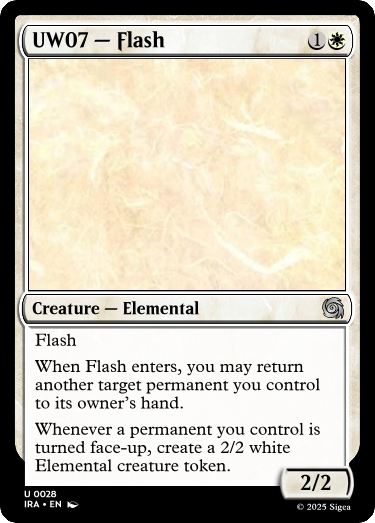 UW07 — Flash 1
Creature — Elemental
Flash
When Flash enters, you may return
another target permanent you control
to its owner's hand.
Whenever a permanent you control is
turned face-up, create a 2/2 white
Elemental creature token.
2/2
U 0028
IRA • EN
© 2025 Sigea